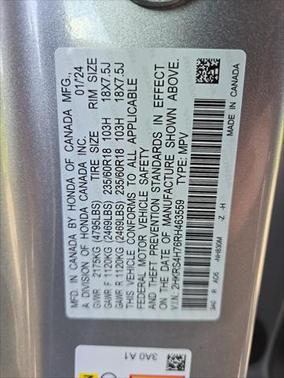 MFD. IN CANADA BY HONDA OF CANADA MFG., 01/24
A DIVISION OF HONDA CANADA INC.
TIRE SIZE RIM SIZE
GVWR 2175KG (4795LBS)
GAWR F 1120KG (2469LBS) 235/60R18 103H 18X7.5J
GAWR R 1120KG (2469LBS) 235/60R18 103H 18X7.5J
THIS VEHICLE CONFORMS TO ALL APPLICABLE
FEDERAL MOTOR VEHICLE SAFETY
AND THEFT PREVENTION STANDARDS IN EFFECT
ON THE DATE OF MANUFACTURE SHOWN ABOVE.
V.I.N.: 2HKRS4H76RH463559 TYPE: MPV
3A0 R AD5 -NH830M -Z -H
MADE IN CANADA
3A0 A1